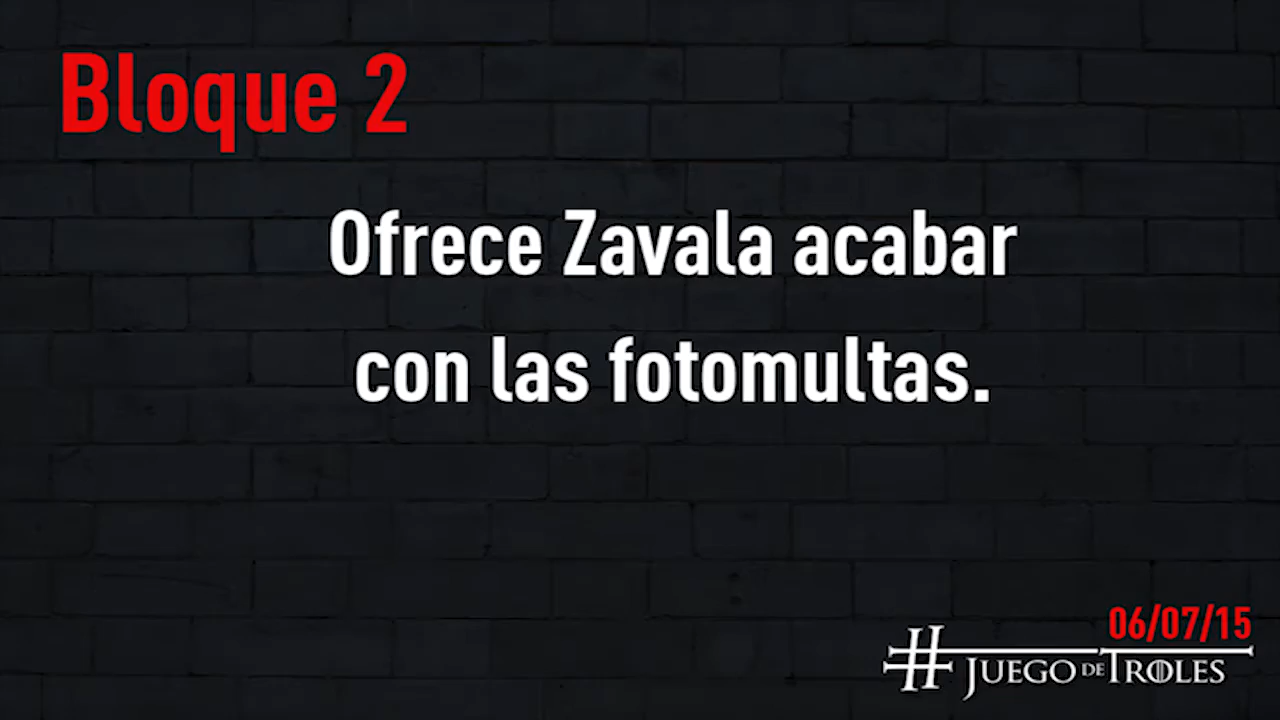 Bloque 2
Ofrece Zavala acabar
con las fotomultas.
06/07/15
# JUEGO DE TROLES